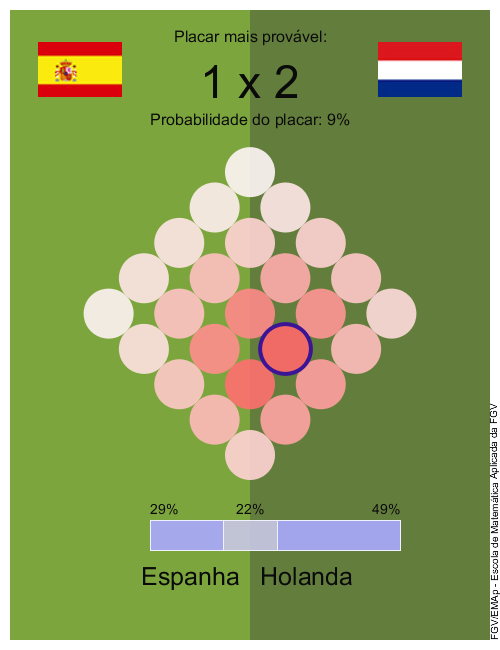 Placar mais provável:
1 x 2
Probabilidade do placar: 9%
29% 22% 49%
Espanha Holanda
FGV/EMAp - Escola de Matemática Aplicada da FGV